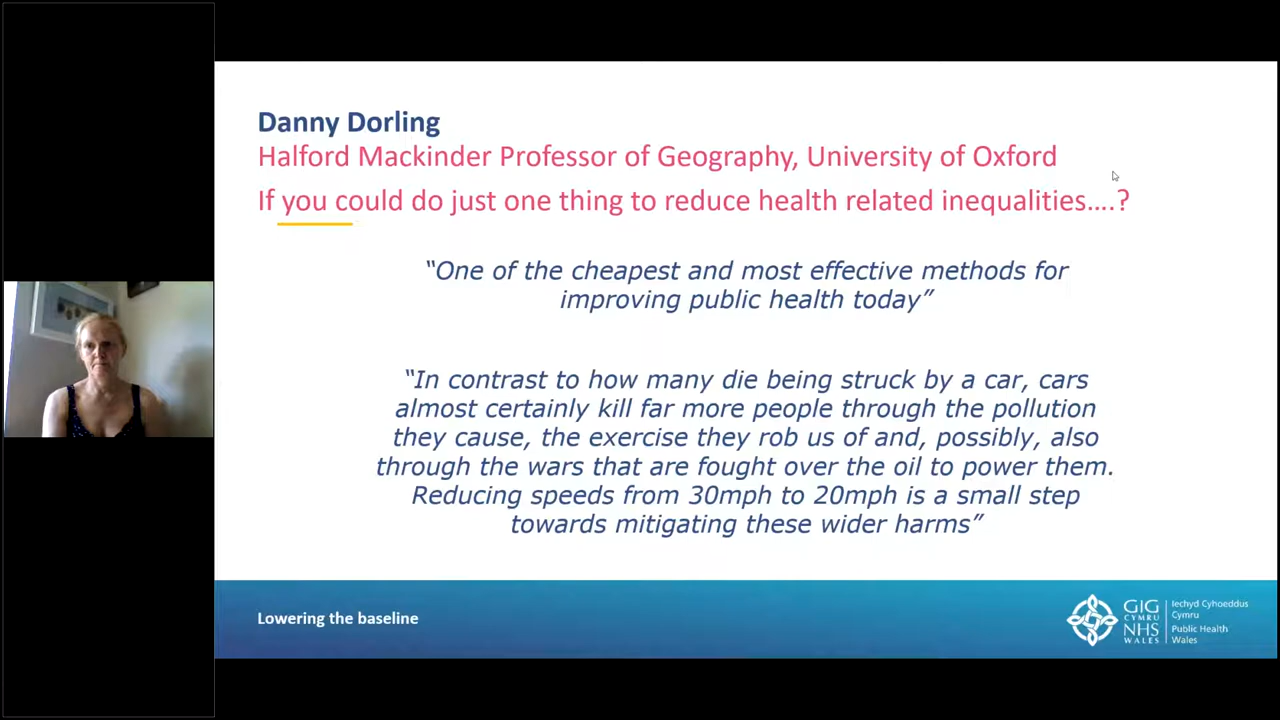 Danny Dorling
Halford Mackinder Professor of Geography, University of Oxford
If you could do just one thing to reduce health related inequalities....?
“One of the cheapest and most effective methods for
improving public health today”
“In contrast to how many die being struck by a car, cars
almost certainly kill far more people through the pollution
they cause, the exercise they rob us of and, possibly, also
through the wars that are fought over the oil to power them.
Reducing speeds from 30mph to 20mph is a small step
towards mitigating these wider harms”
Lowering the baseline
GIG
CYMRU
NHS
WALES
Iechyd Cyhoeddus
Cymru
Public Health
Wales